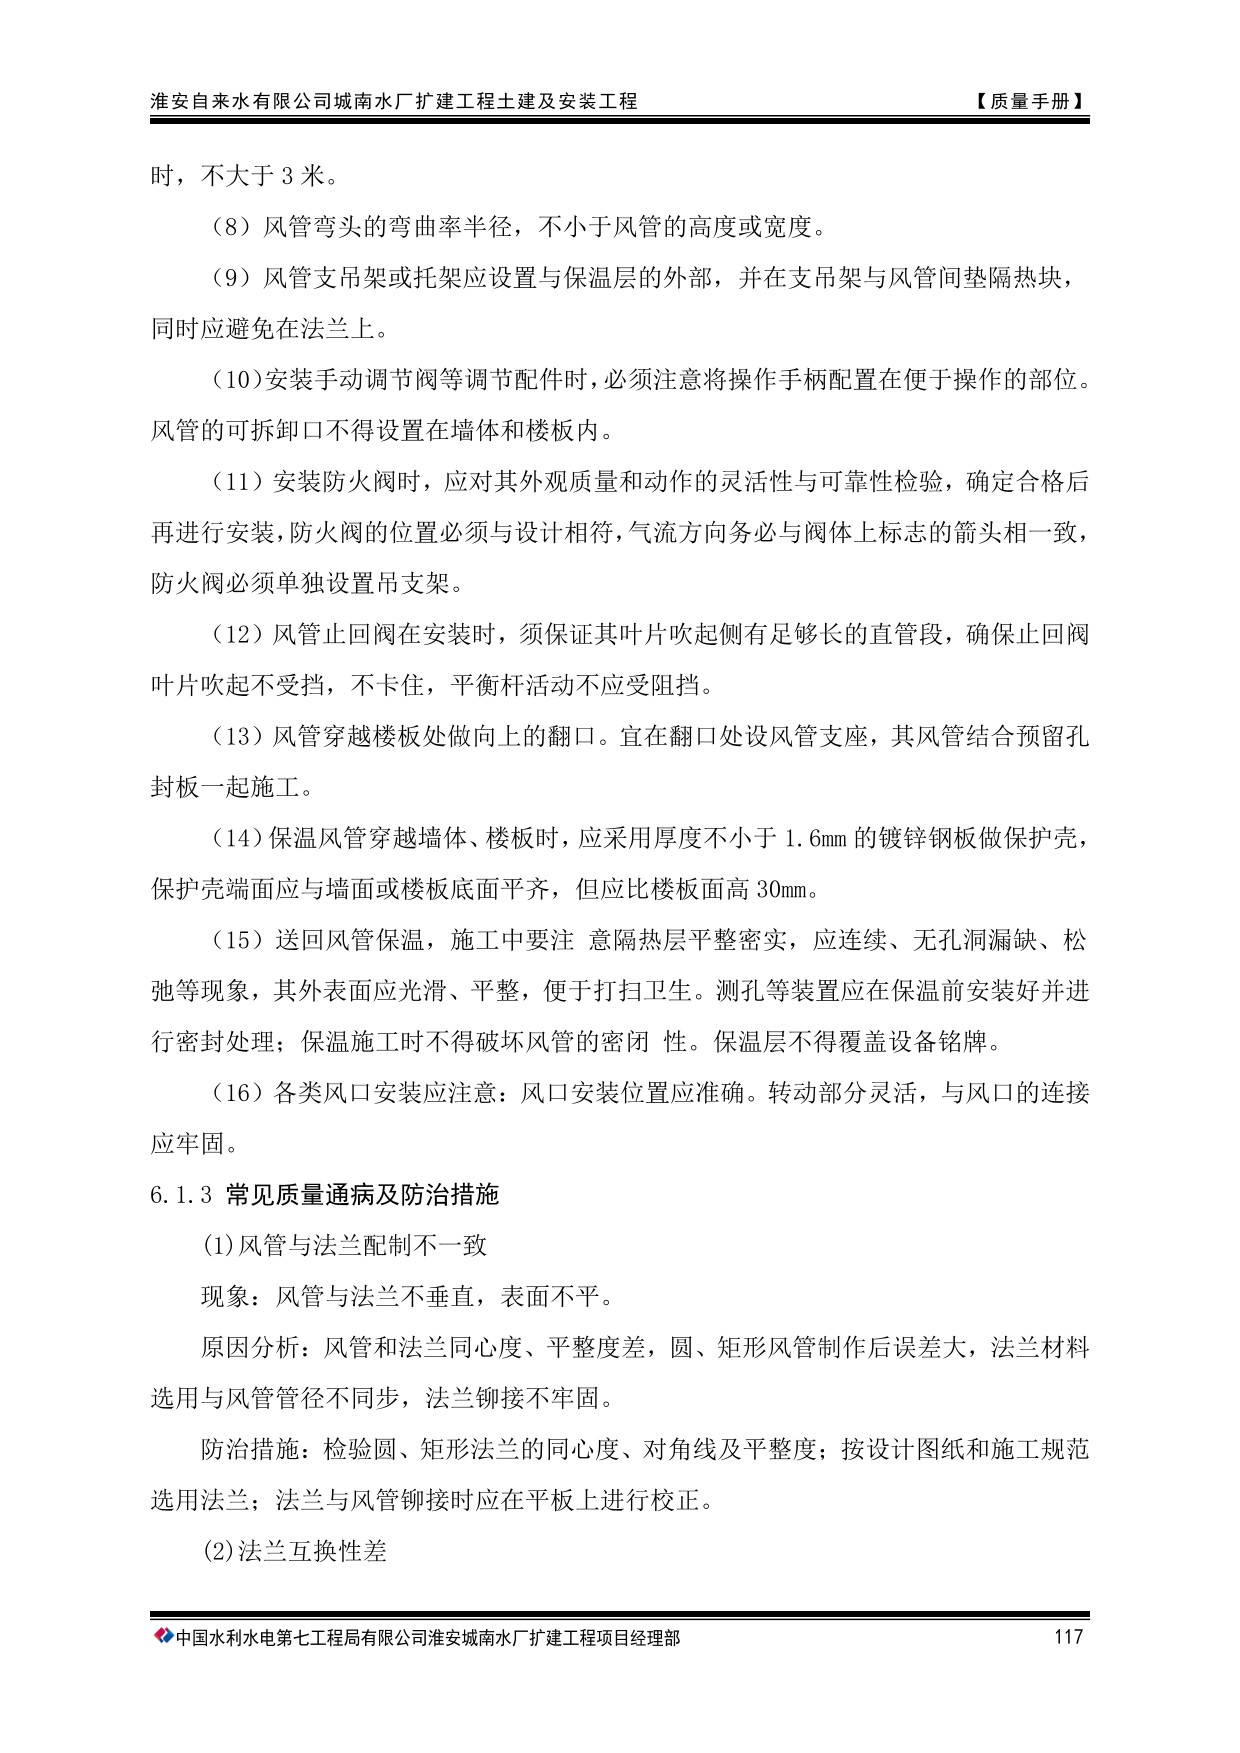 淮安自来水有限公司城南水厂扩建工程土建及安装工程 【质量手册】
时，不大于 3 米。
（8）风管弯头的弯曲率半径，不小于风管的高度或宽度。
（9）风管支吊架或托架应设置与保温层的外部，并在支吊架与风管间垫隔热块，
同时应避免在法兰上。
（10）安装手动调节阀等调节配件时，必须注意将操作手柄配置在便于操作的部位。
风管的可拆卸口不得设置在墙体和楼板内。
（11）安装防火阀时，应对其外观质量和动作的灵活性与可靠性检验，确定合格后
再进行安装，防火阀的位置必须与设计相符，气流方向务必与阀体上标志的箭头相一致，
防火阀必须单独设置吊支架。
（12）风管止回阀在安装时，须保证其叶片吹起侧有足够长的直管段，确保止回阀
叶片吹起不受挡，不卡住，平衡杆活动不应受阻挡。
（13）风管穿越楼板处做向上的翻口。宜在翻口处设风管支座，其风管结合预留孔
封板一起施工。
（14）保温风管穿越墙体、楼板时，应采用厚度不小于 1.6mm 的镀锌钢板做保护壳，
保护壳端面应与墙面或楼板底面平齐，但应比楼板面高 30mm。
（15）送回风管保温，施工中要注 意隔热层平整密实，应连续、无孔洞漏缺、松
弛等现象，其外表面应光滑、平整，便于打扫卫生。测孔等装置应在保温前安装好并进
行密封处理；保温施工时不得破坏风管的密闭 性。保温层不得覆盖设备铭牌。
（16）各类风口安装应注意：风口安装位置应准确。转动部分灵活，与风口的连接
应牢固。
6.1.3 常见质量通病及防治措施
(1)风管与法兰配制不一致
现象：风管与法兰不垂直，表面不平。
原因分析：风管和法兰同心度、平整度差，圆、矩形风管制作后误差大，法兰材料
选用与风管管径不同步，法兰铆接不牢固。
防治措施：检验圆、矩形法兰的同心度、对角线及平整度；按设计图纸和施工规范
选用法兰；法兰与风管铆接时应在平板上进行校正。
(2)法兰互换性差
中国水利水电第七工程局有限公司淮安城南水厂扩建工程项目经理部 117